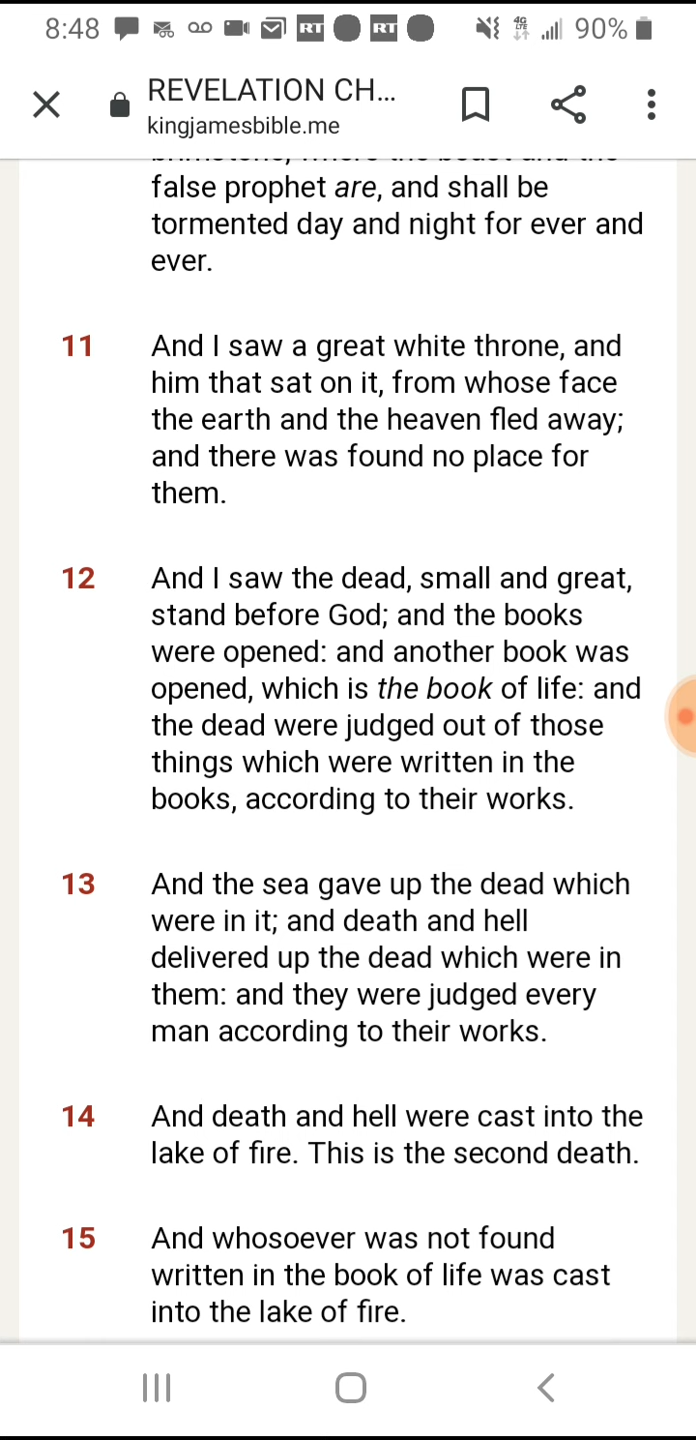 8:48 RT RT 4G LTE 90%
REVELATION CH...
kingjamesbible.me
false prophet are, and shall be
tormented day and night for ever and
ever.
11 And I saw a great white throne, and
him that sat on it, from whose face
the earth and the heaven fled away;
and there was found no place for
them.
12 And I saw the dead, small and great,
stand before God; and the books
were opened: and another book was
opened, which is the book of life: and
the dead were judged out of those
things which were written in the
books, according to their works.
13 And the sea gave up the dead which
were in it; and death and hell
delivered up the dead which were in
them: and they were judged every
man according to their works.
14 And death and hell were cast into the
lake of fire. This is the second death.
15 And whosoever was not found
written in the book of life was cast
into the lake of fire.